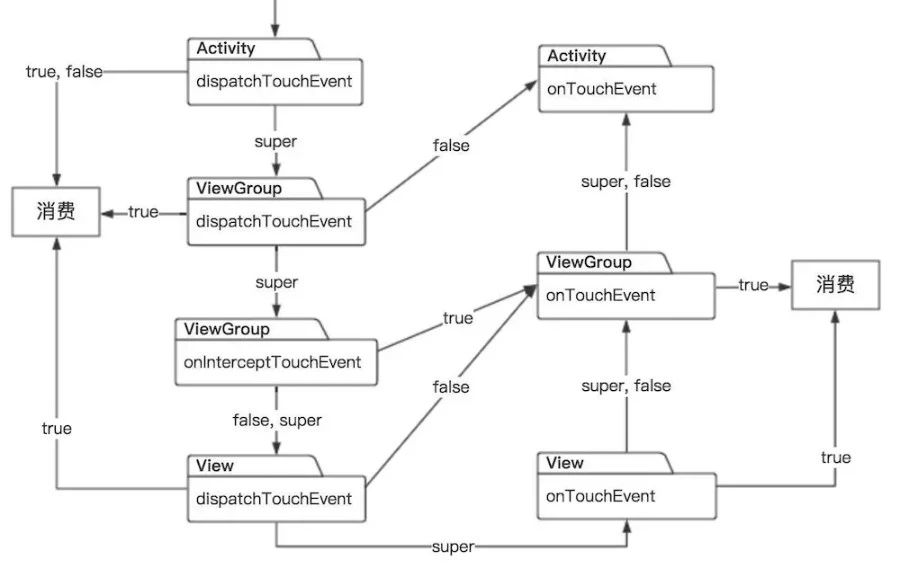 Activity
dispatchTouchEvent
Activity
onTouchEvent
true, false
super
false
super, false
ViewGroup
dispatchTouchEvent
消费
true
super
ViewGroup
onTouchEvent
true
消费
ViewGroup
onInterceptTouchEvent
true
false
super, false
false, super
true
View
dispatchTouchEvent
View
onTouchEvent
true
super